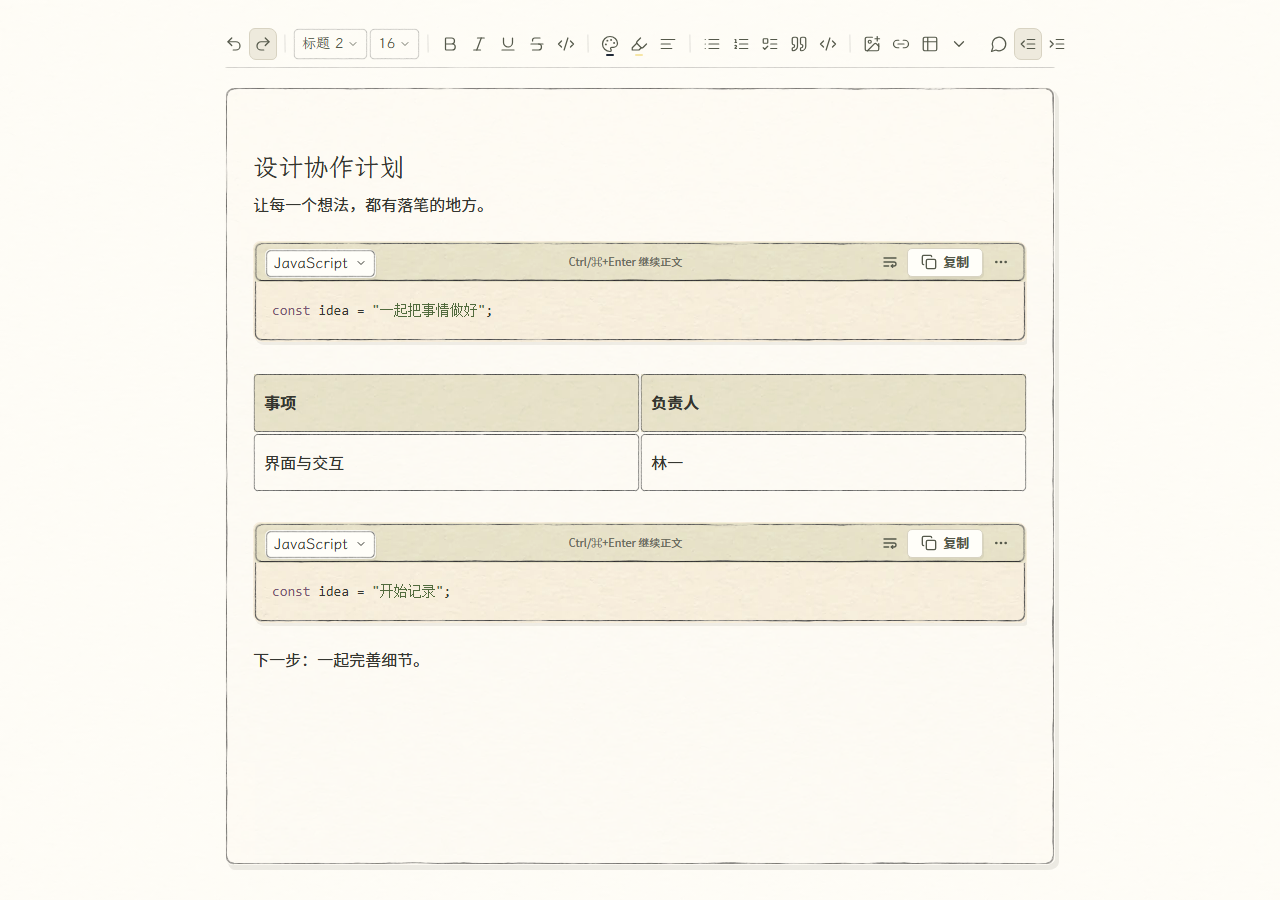 标题 2 16
设计协作计划
让每一个想法，都有落笔的地方。
JavaScript Ctrl/⌘+Enter 继续正文 复制
const idea = "一起把事情做好";
事项 负责人
界面与交互 林一
JavaScript Ctrl/⌘+Enter 继续正文 复制
const idea = "开始记录";
下一步：一起完善细节。